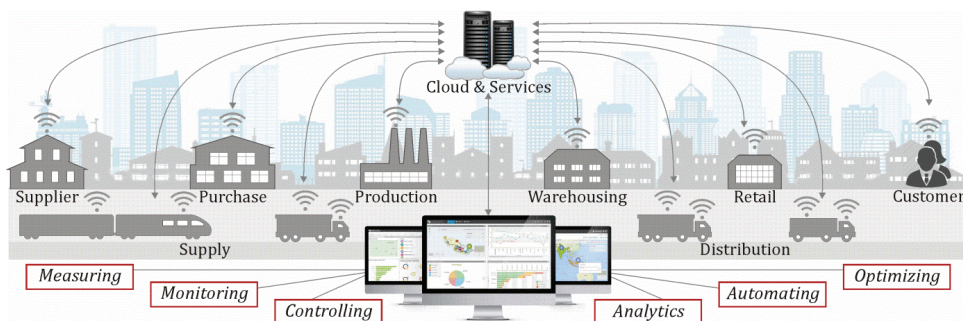 Cloud & Services
Supplier
Purchase
Production
Warehousing
Retail
Customer
Supply
Distribution
Measuring
Monitoring
Controlling
Analytics
Automating
Optimizing